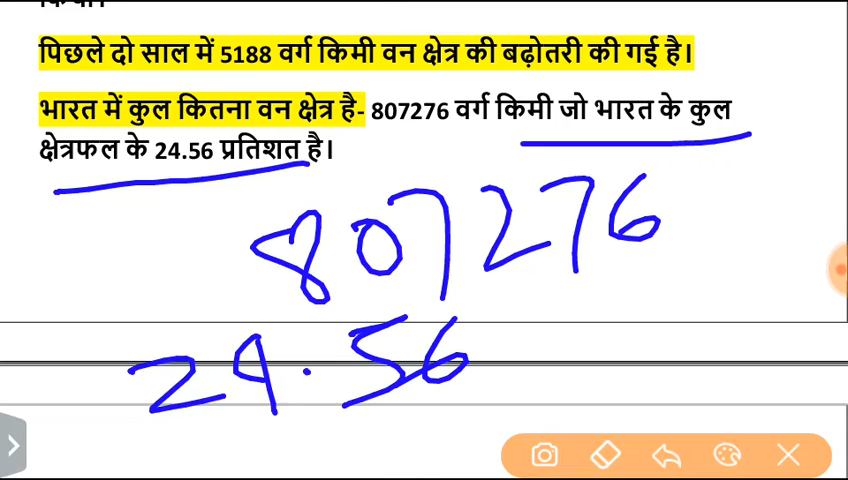 पिछले दो साल में 5188 वर्ग किमी वन क्षेत्र की बढ़ोतरी की गई है।
भारत में कुल कितना वन क्षेत्र है- 807276 वर्ग किमी जो भारत के कुल
क्षेत्रफल के 24.56 प्रतिशत है।
807276
24.56